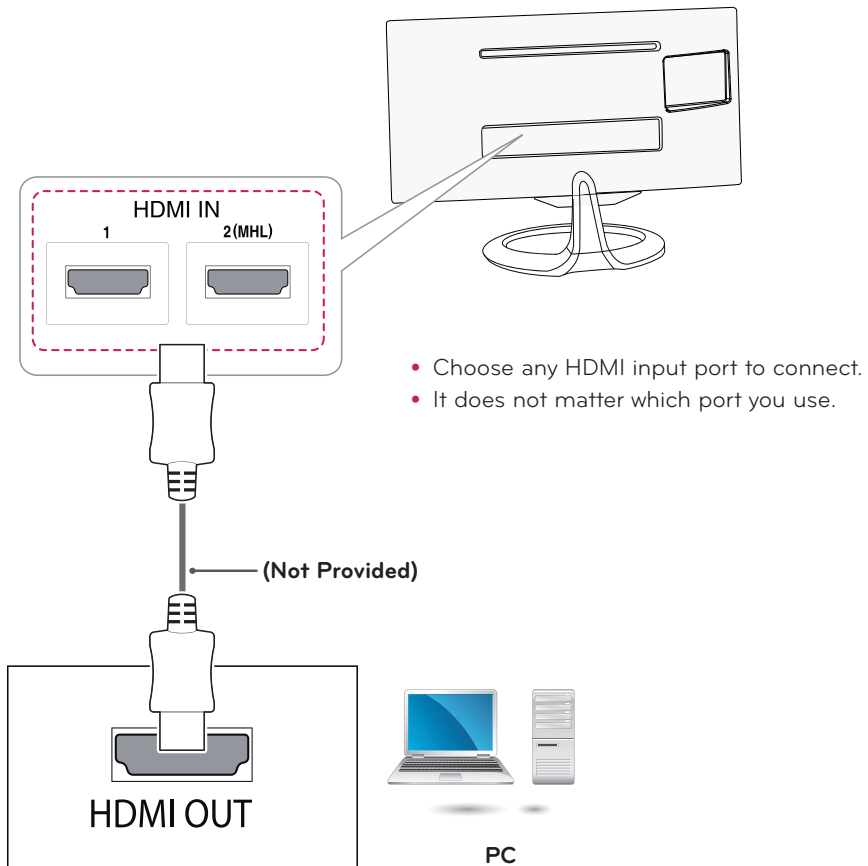 HDMI IN
1 2(MHL)
• Choose any HDMI input port to connect.
• It does not matter which port you use.
(Not Provided)
HDMI OUT
PC